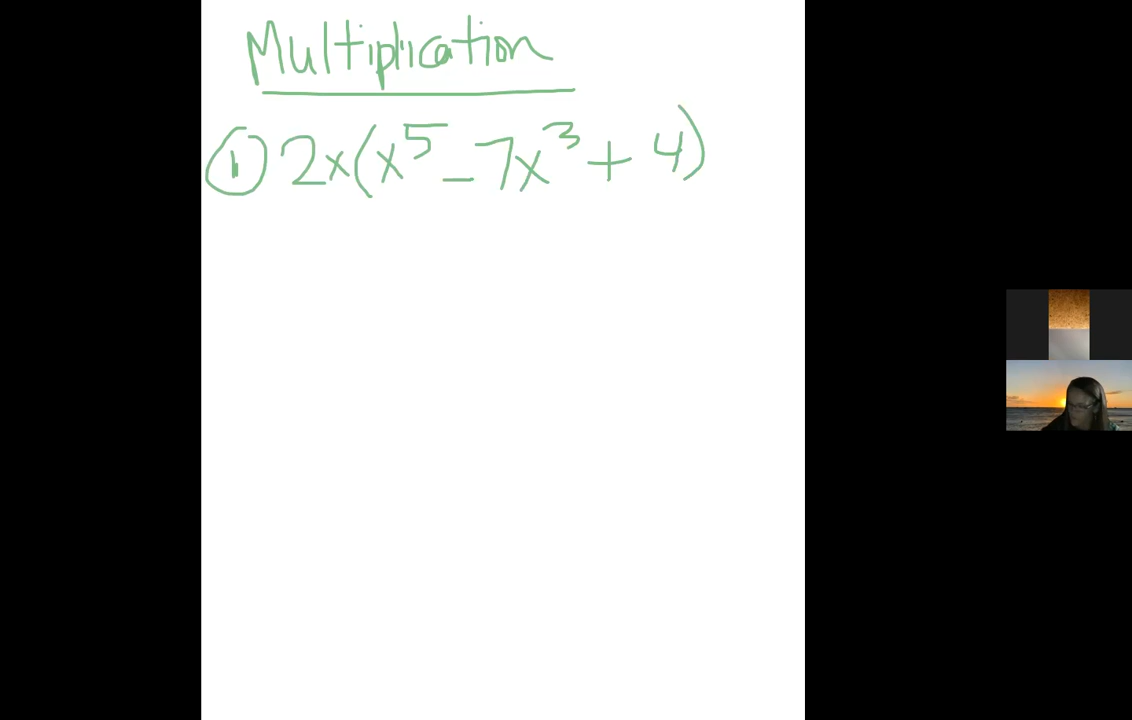 Multiplication
① 2x(x⁵ - 7x³ + 4)